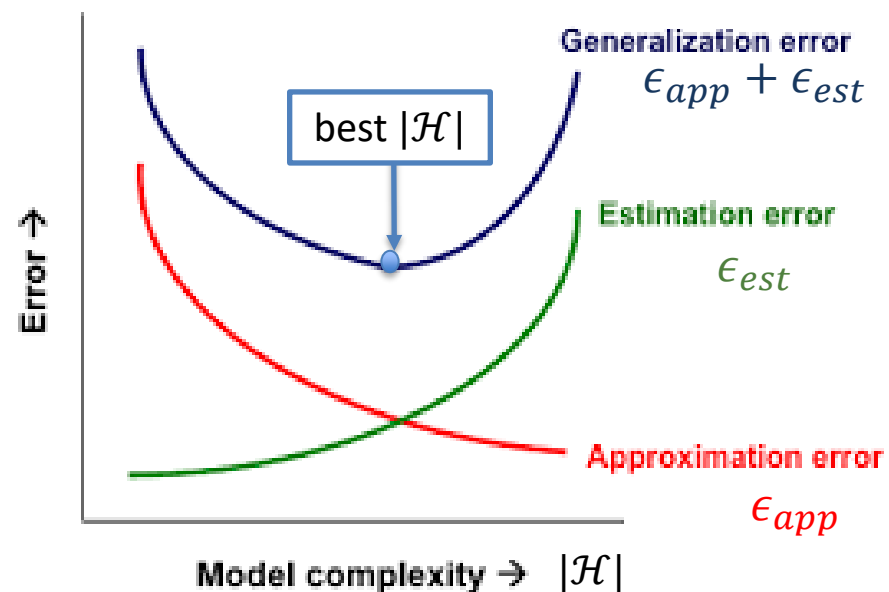 Generalization error
ϵ_app + ϵ_est
best |ℋ|
Estimation error
ϵ_est
Error →
Approximation error
ϵ_app
Model complexity → |ℋ|